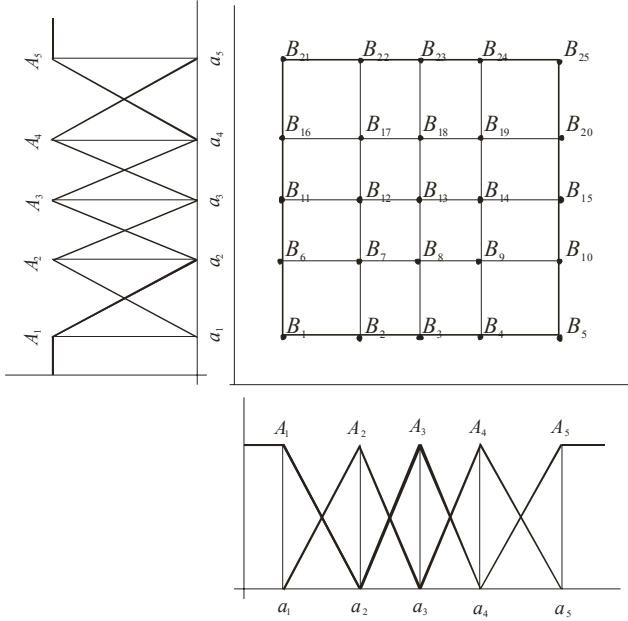 A₅ a₅ B₂₁ B₂₂ B₂₃ B₂₄ B₂₅
A₄ a₄ B₁₆ B₁₇ B₁₈ B₁₉ B₂₀
A₃ a₃ B₁₁ B₁₂ B₁₃ B₁₄ B₁₅
A₂ a₂ B₆ B₇ B₈ B₉ B₁₀
A₁ a₁ B₁ B₂ B₃ B₄ B₅
A₁ A₂ A₃ A₄ A₅
a₁ a₂ a₃ a₄ a₅